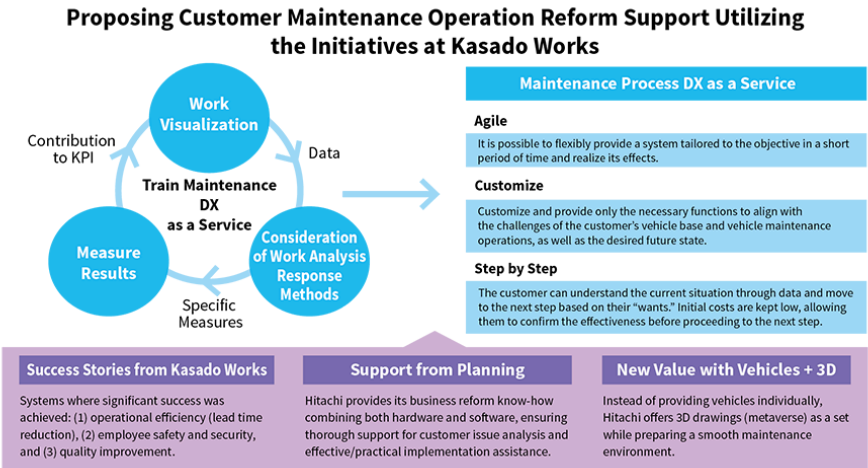 Proposing Customer Maintenance Operation Reform Support Utilizing
the Initiatives at Kasado Works
Work
Visualization
Contribution
to KPI
Data
Train Maintenance
DX
as a Service
Measure
Results
Consideration
of Work Analysis
Response
Methods
Specific
Measures
Maintenance Process DX as a Service
Agile
It is possible to flexibly provide a system tailored to the objective in a short
period of time and realize its effects.
Customize
Customize and provide only the necessary functions to align with
the challenges of the customer's vehicle base and vehicle maintenance
operations, as well as the desired future state.
Step by Step
The customer can understand the current situation through data and move
to the next step based on their “wants.” Initial costs are kept low, allowing
them to confirm the effectiveness before proceeding to the next step.
Success Stories from Kasado Works
Systems where significant success was
achieved: (1) operational efficiency (lead time
reduction), (2) employee safety and security,
and (3) quality improvement.
Support from Planning
Hitachi provides its business reform know-how
combining both hardware and software, ensuring
thorough support for customer issue analysis and
effective/practical implementation assistance.
New Value with Vehicles + 3D
Instead of providing vehicles individually,
Hitachi offers 3D drawings (metaverse) as a set
while preparing a smooth maintenance
environment.